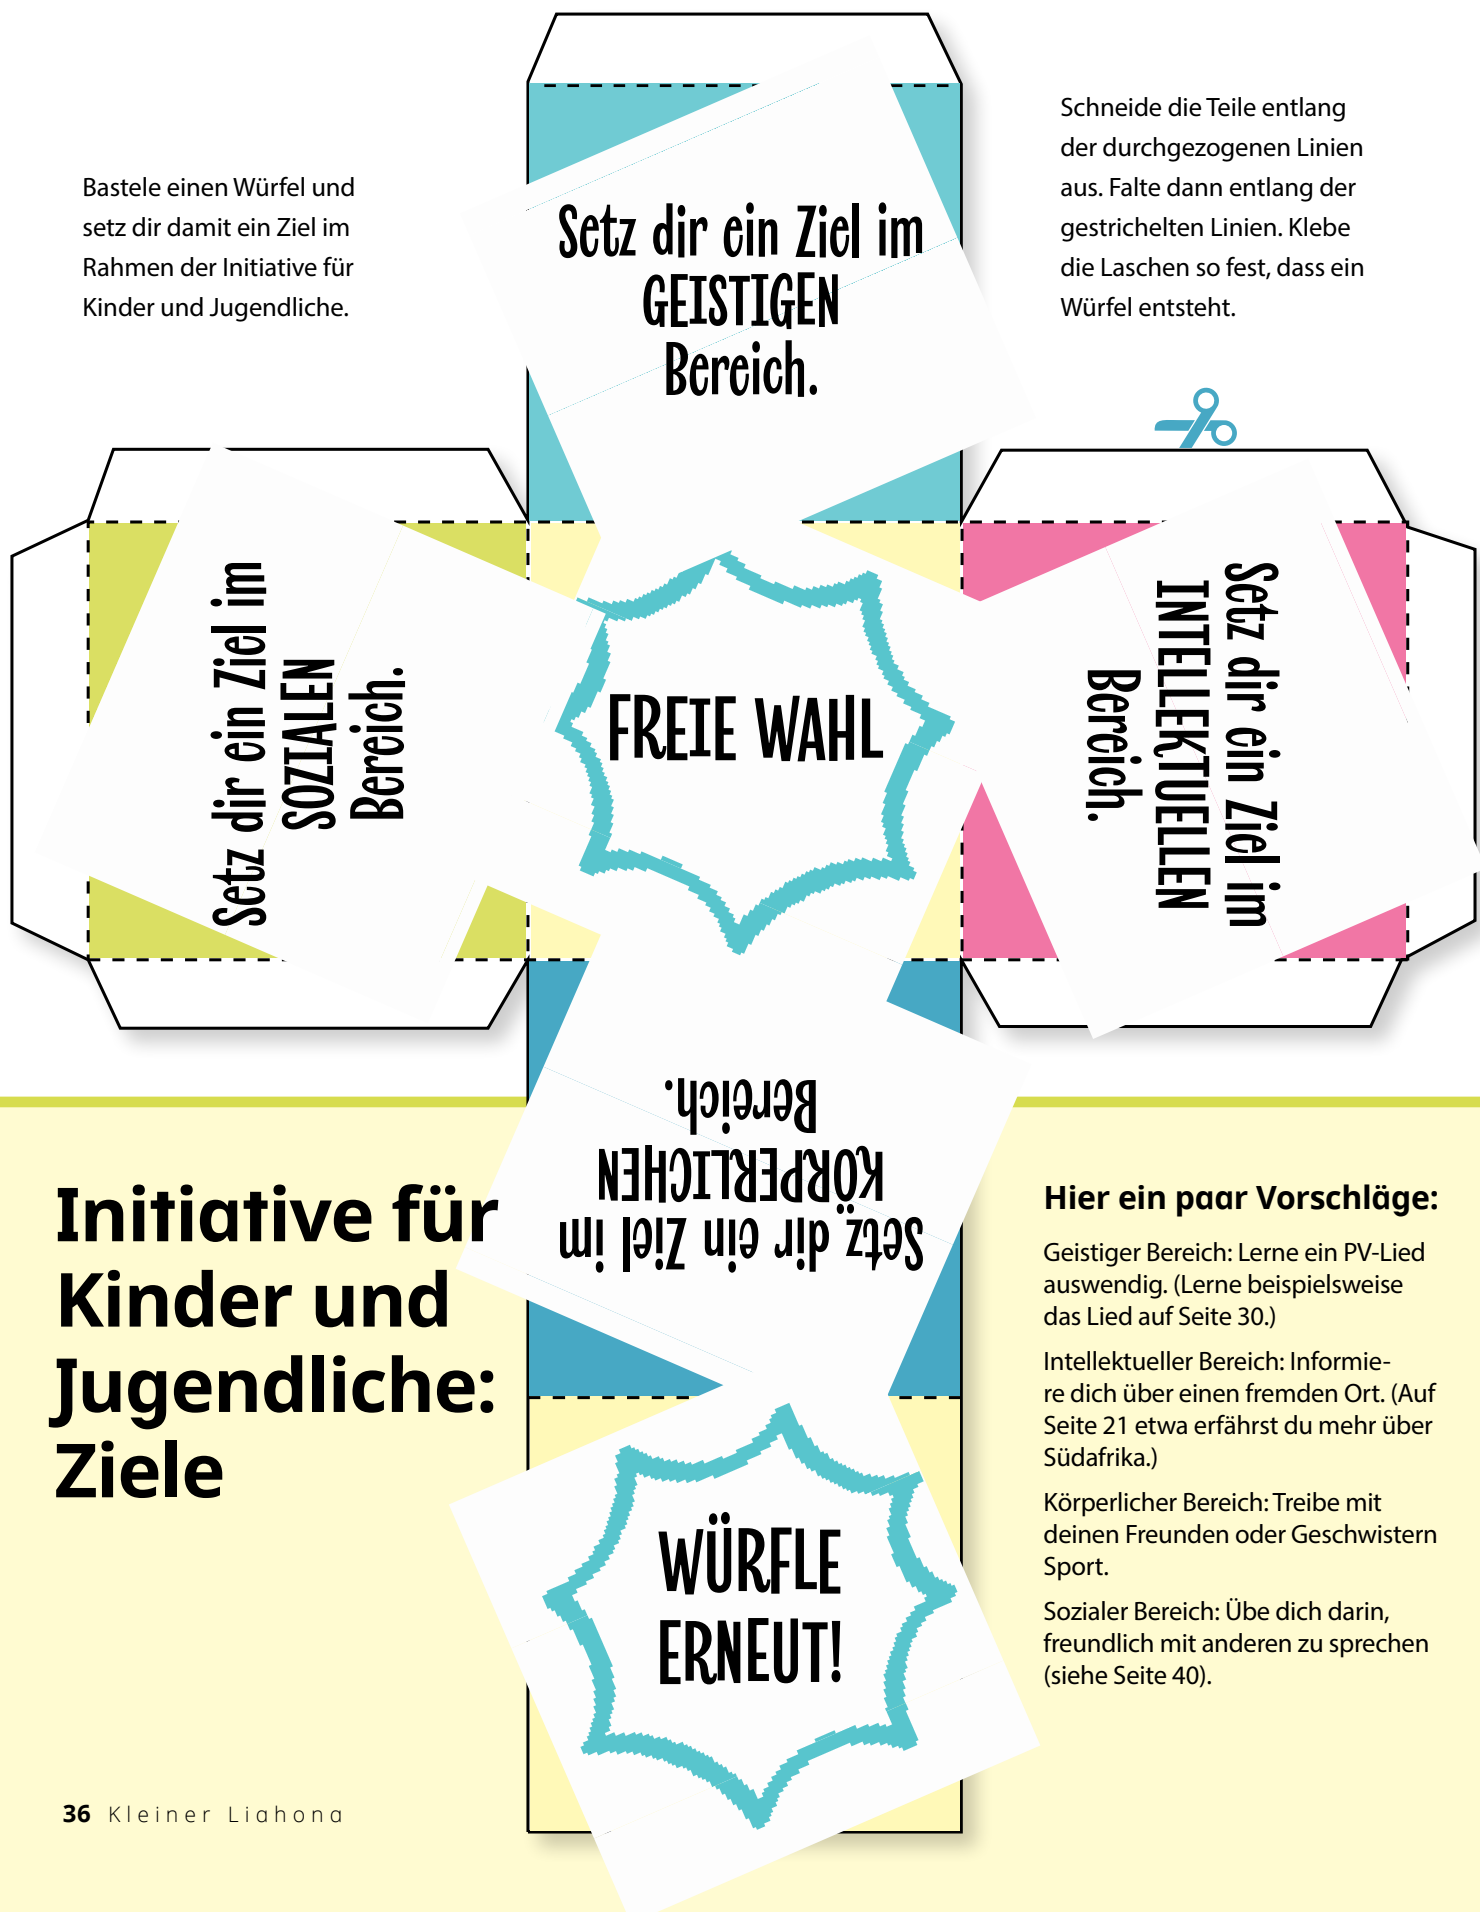 Bastele einen Würfel und
setz dir damit ein Ziel im
Rahmen der Initiative für
Kinder und Jugendliche.
Schneide die Teile entlang
der durchgezogenen Linien
aus. Falte dann entlang der
gestrichelten Linien. Klebe
die Laschen so fest, dass ein
Würfel entsteht.
Setz dir ein Ziel im
GEISTIGEN
Bereich.
Setz dir ein Ziel im
SOZIALEN
Bereich.
FREIE WAHL
Setz dir ein Ziel im
INTELLEKTUELLEN
Bereich.
Setz dir ein Ziel im
KÖRPERLICHEN
Bereich.
WÜRFLE
ERNEUT!
Initiative für
Kinder und
Jugendliche:
Ziele
Hier ein paar Vorschläge:
Geistiger Bereich: Lerne ein PV-Lied
auswendig. (Lerne beispielsweise
das Lied auf Seite 30.)
Intellektueller Bereich: Informie-
re dich über einen fremden Ort. (Auf
Seite 21 etwa erfährst du mehr über
Südafrika.)
Körperlicher Bereich: Treibe mit
deinen Freunden oder Geschwistern
Sport.
Sozialer Bereich: Übe dich darin,
freundlich mit anderen zu sprechen
(siehe Seite 40).
36 Kleiner Liahona